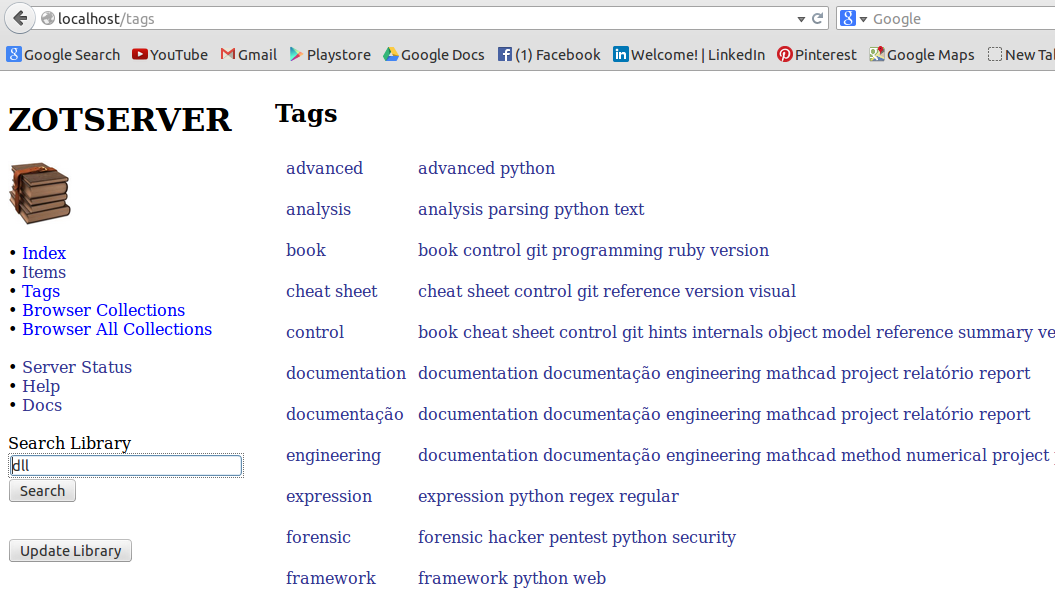 localhost/tags
Google
Google Search YouTube Gmail Playstore Google Docs (1) Facebook Welcome! | LinkedIn Pinterest Google Maps New Ta
ZOTSERVER
• Index
• Items
• Tags
• Browser Collections
• Browser All Collections
• Server Status
• Help
• Docs
Search Library
dll
Search
Update Library
Tags
advanced advanced python
analysis analysis parsing python text
book book control git programming ruby version
cheat sheet cheat sheet control git reference version visual
control book cheat sheet control git hints internals object model reference summary ve
documentation documentation documentação engineering mathcad project relatório report
documentação documentation documentação engineering mathcad project relatório report
engineering documentation documentação engineering mathcad method numerical project
expression expression python regex regular
forensic forensic hacker pentest python security
framework framework python web